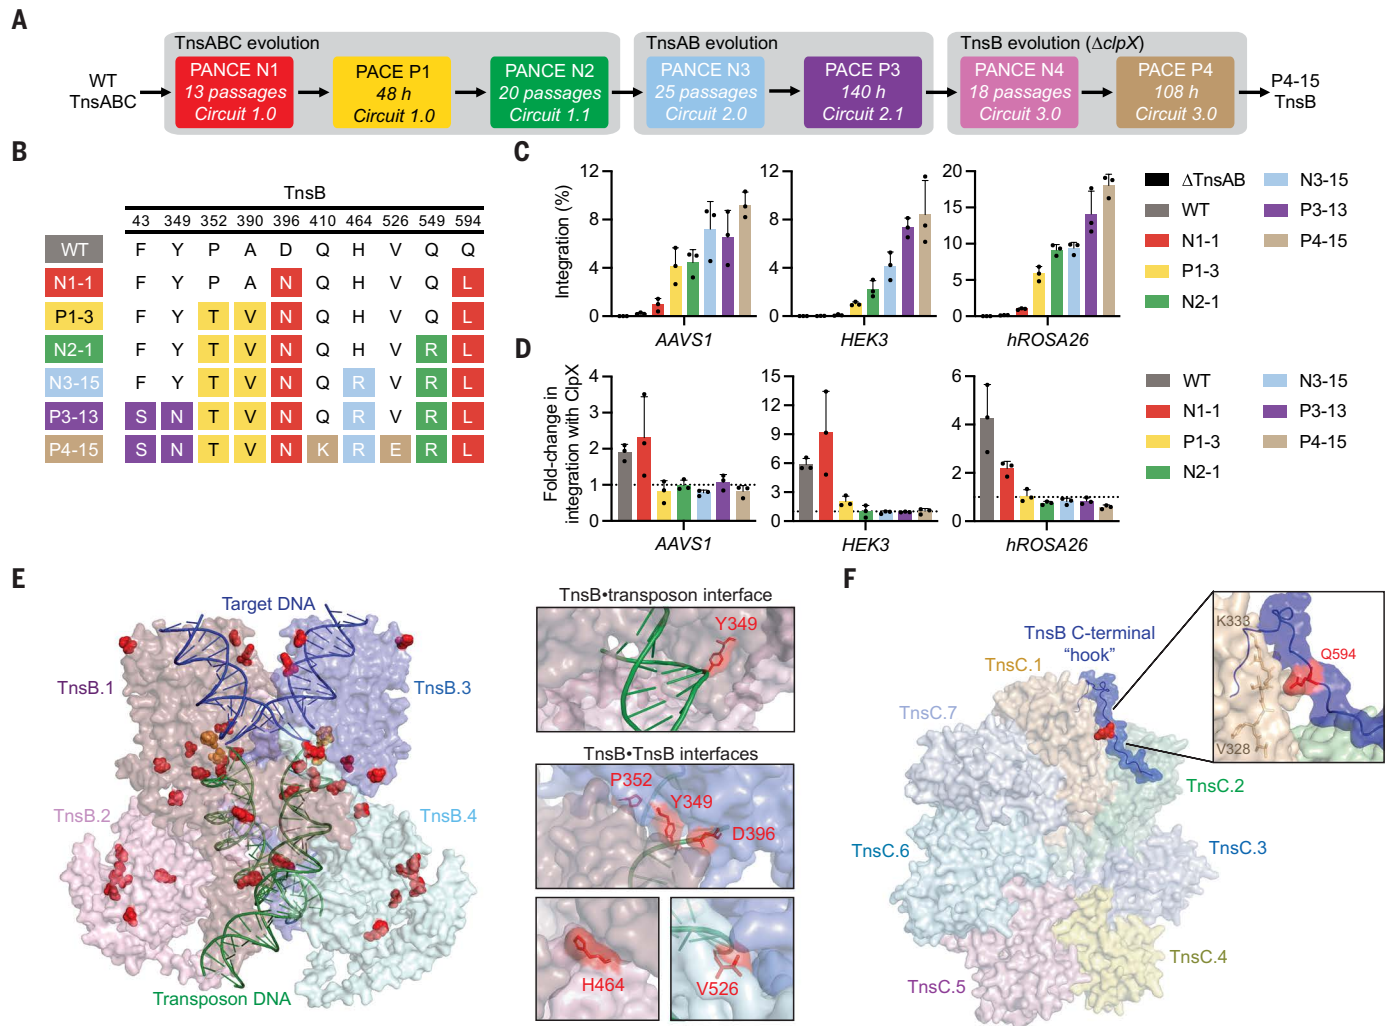 A
TnsABC evolution
TnsAB evolution
TnsB evolution (ΔclpX)
WT
TnsABC
PANCE N1
13 passages
Circuit 1.0
PACE P1
48 h
Circuit 1.0
PANCE N2
20 passages
Circuit 1.1
PANCE N3
25 passages
Circuit 2.0
PACE P3
140 h
Circuit 2.1
PANCE N4
18 passages
Circuit 3.0
PACE P4
108 h
Circuit 3.0
P4-15
TnsB
B
TnsB
43 349 352 390 396 410 464 526 549 594
WT F Y P A D Q H V Q Q
N1-1 F Y P A N Q H V Q L
P1-3 F Y T V N Q H V Q L
N2-1 F Y T V N Q H V R L
N3-15 F Y T V N Q R V R L
P3-13 S N T V N Q R V R L
P4-15 S N T V N K R E R L
C
Integration (%)
12
8
4
0
AAVS1
12
8
4
0
HEK3
20
15
10
5
0
hROSA26
ΔTnsAB
WT
N1-1
P1-3
N2-1
N3-15
P3-13
P4-15
D
Fold-change in
integration with ClpX
4
3
2
1
0
AAVS1
15
12
9
6
3
0
HEK3
6
4
2
0
hROSA26
WT
N1-1
P1-3
N2-1
N3-15
P3-13
P4-15
E
Target DNA
TnsB.1
TnsB.3
TnsB.2
TnsB.4
Transposon DNA
TnsB•transposon interface
Y349
TnsB•TnsB interfaces
P352
Y349
D396
H464
V526
F
TnsB C-terminal
“hook”
TnsC.1
TnsC.7
TnsC.2
TnsC.6
TnsC.3
TnsC.5
TnsC.4
K333
Q594
V328